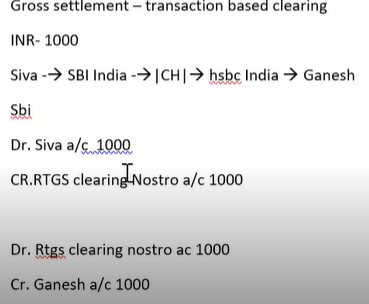 Gross settlement – transaction based clearing
INR- 1000
Siva -→ SBI India -→|CH|→ hsbc India → Ganesh
Sbi
Dr. Siva a/c 1000
CR.RTGS clearing Nostro a/c 1000
Dr. Rtgs clearing nostro ac 1000
Cr. Ganesh a/c 1000